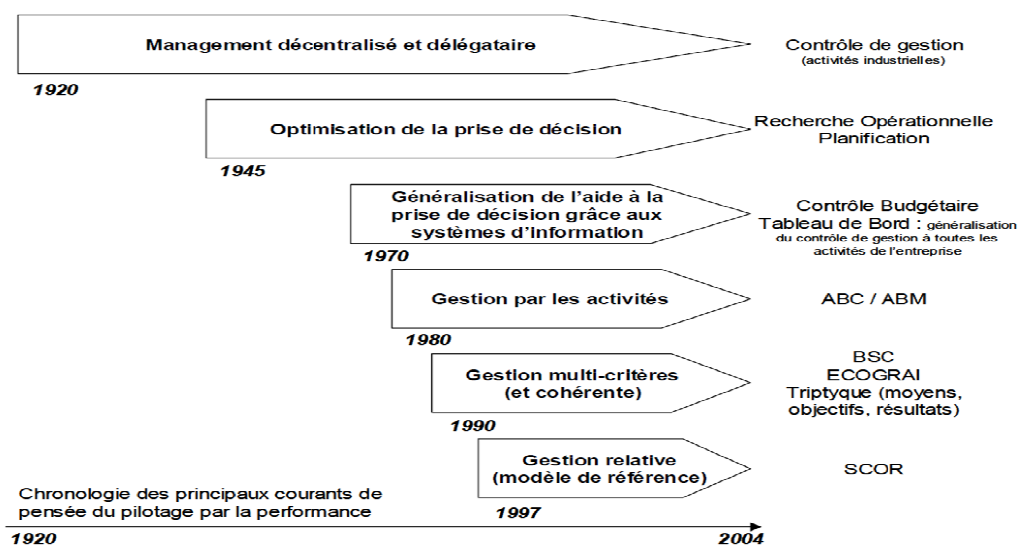 Management décentralisé et délégataire
Contrôle de gestion
(activités industrielles)
1920
Optimisation de la prise de décision
Recherche Opérationnelle
Planification
1945
Généralisation de l'aide à la
prise de décision grâce aux
systèmes d'information
Contrôle Budgétaire
Tableau de Bord : généralisation
du contrôle de gestion à toutes les
activités de l'entreprise
1970
Gestion par les activités
ABC / ABM
1980
Gestion multi-critères
(et cohérente)
BSC
ECOGRAI
Triptyque (moyens,
objectifs, résultats)
1990
Gestion relative
(modèle de référence)
SCOR
1997
Chronologie des principaux courants de
pensée du pilotage par la performance
1920
2004